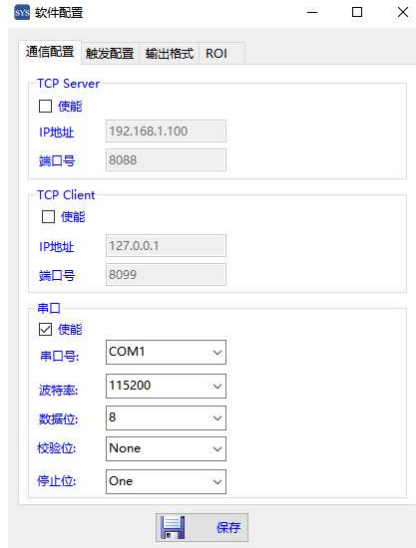 SYS 软件配置
通信配置 触发配置 输出格式 ROI
TCP Server
使能
IP地址 192.168.1.100
端口号 8088
TCP Client
使能
IP地址 127.0.0.1
端口号 8099
串口
使能
串口号: COM1
波特率: 115200
数据位: 8
校验位: None
停止位: One
保存